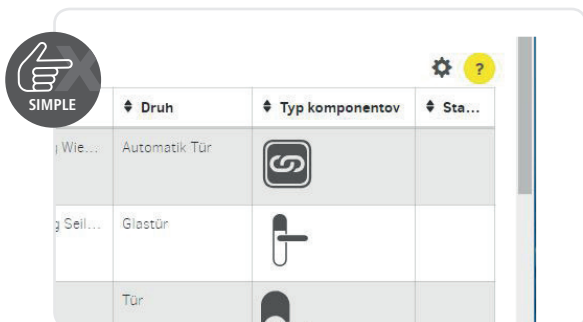 ?
SIMPLE
Druh
Typ komponentov
Sta...
Wie... Automatik Tür
Seil... Glastür
Tür